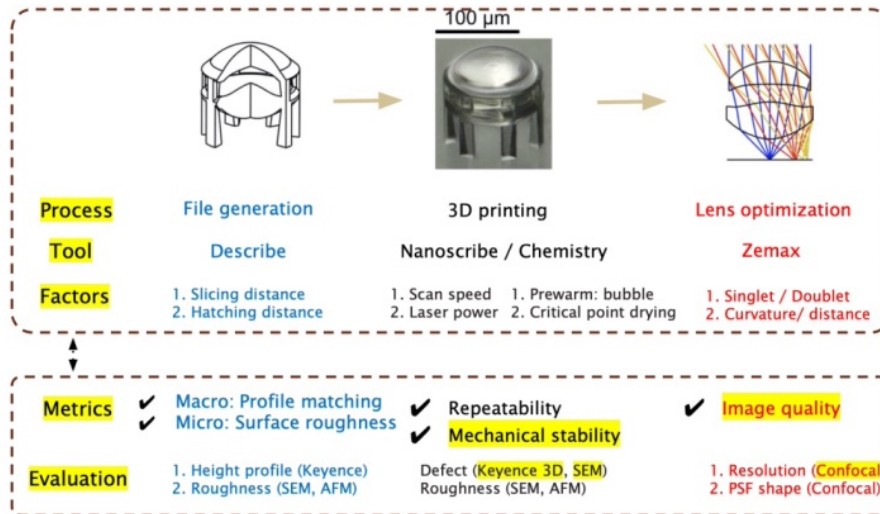 100 µm
Process File generation 3D printing Lens optimization
Tool Describe Nanoscribe / Chemistry Zemax
Factors 1. Slicing distance 1. Scan speed 1. Prewarm: bubble 1. Singlet / Doublet
2. Hatching distance 2. Laser power 2. Critical point drying 2. Curvature/ distance
Metrics ✔ Macro: Profile matching ✔ Repeatability ✔ Image quality
✔ Micro: Surface roughness ✔ Mechanical stability
Evaluation 1. Height profile (Keyence) Defect (Keyence 3D, SEM) 1. Resolution (Confocal
2. Roughness (SEM, AFM) Roughness (SEM, AFM) 2. PSF shape (Confocal)